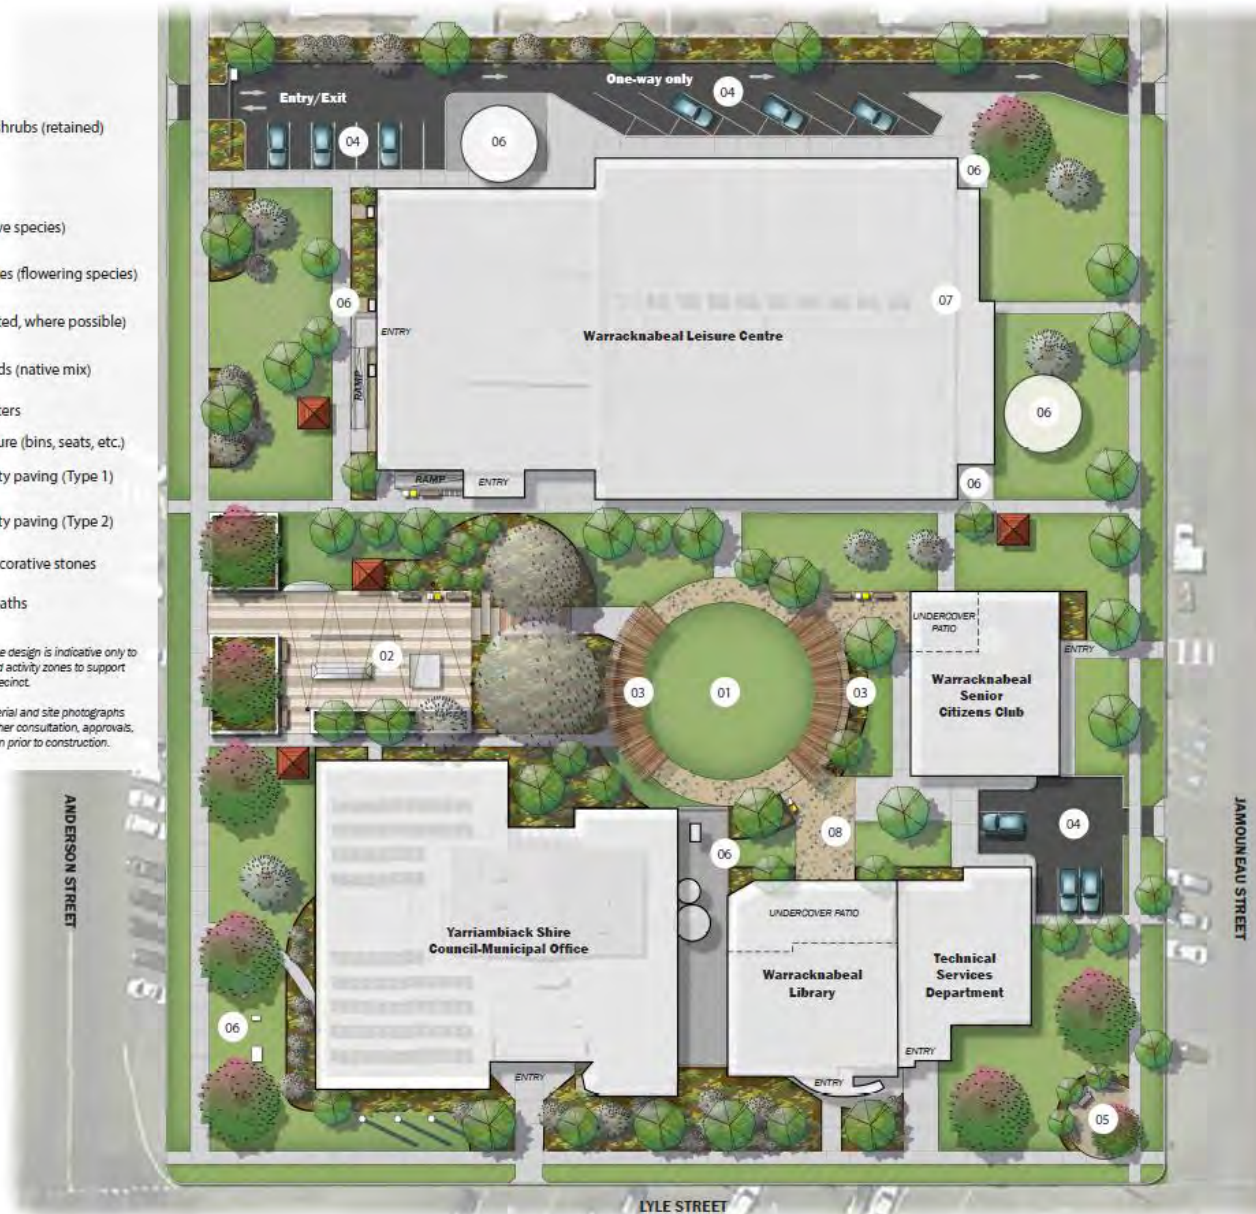 hrubs (retained)
ve species)
es (flowering species)
ted, where possible)
ds (native mix)
ters
ure (bins, seats, etc.)
ty paving (Type 1)
ty paving (Type 2)
corative stones
aths
e design is indicative only to
d activity zones to support
ecinct.
erial and site photographs
her consultation, approvals,
n prior to construction.
One-way only
04
Entry/Exit
04
06
06
06
07
ENTRY
Warracknabeal Leisure Centre
RAMP
06
RAMP
ENTRY
06
02
03
01
03
UNDERCOVER
PATIO
ENTRY
Warracknabeal
Senior
Citizens Club
04
08
06
ANDERSON STREET
JAMOUNEAU STREET
Yarriambiack Shire
Council-Municipal Office
UNDERCOVER PATIO
Warracknabeal
Library
Technical
Services
Department
06
ENTRY
ENTRY
ENTRY
05
LYLE STREET